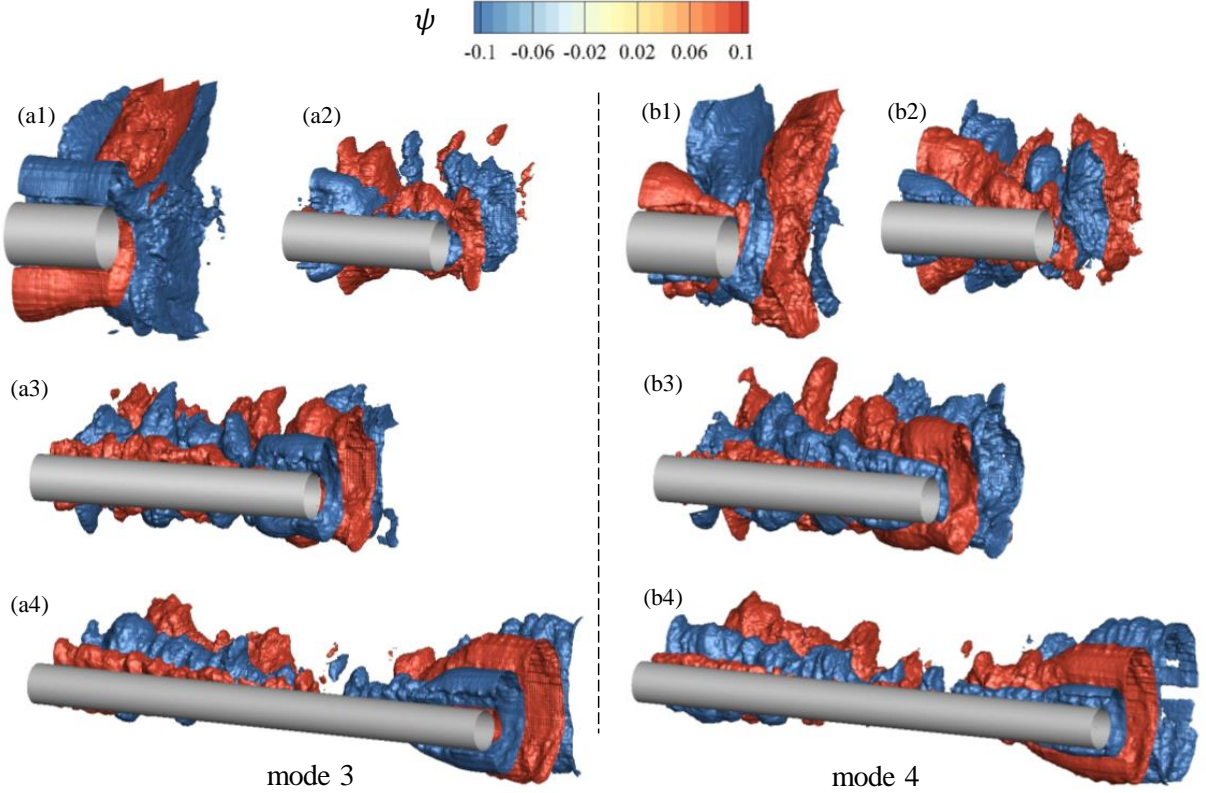 ψ
-0.1 -0.06 -0.02 0.02 0.06 0.1
(a1) (a2) (b1) (b2)
(a3) (b3)
(a4) (b4)
mode 3 mode 4